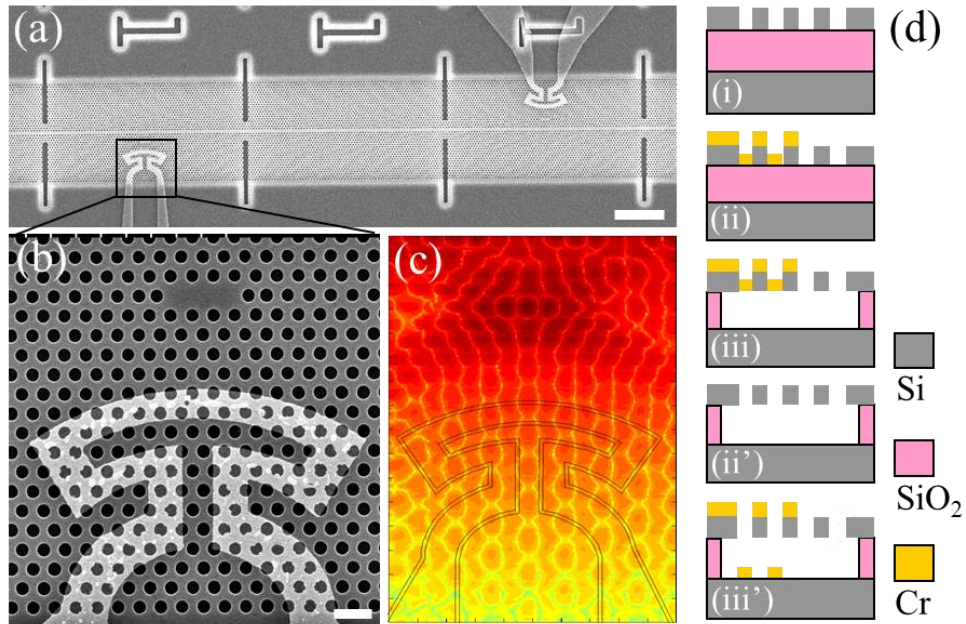 (a)
(d)
(i)
(ii)
(b)
(c)
(iii)
Si
(ii’)
SiO2
(iii’)
Cr